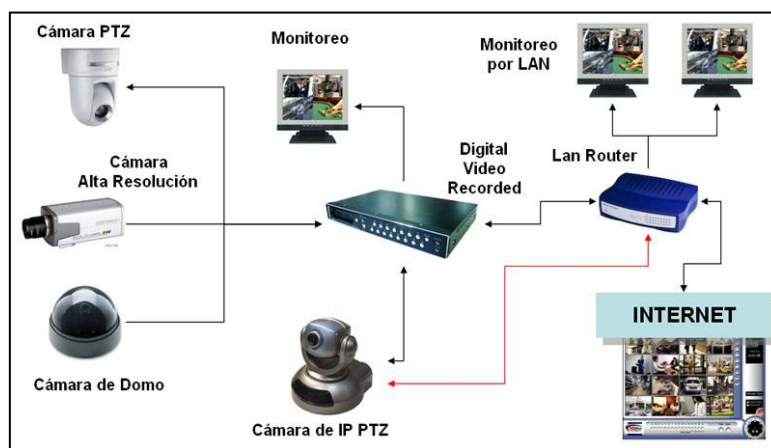 Cámara PTZ
Monitoreo
Monitoreo
por LAN
Cámara
Alta Resolución
Digital
Video
Recorded
Lan Router
INTERNET
Cámara de Domo
Cámara de IP PTZ